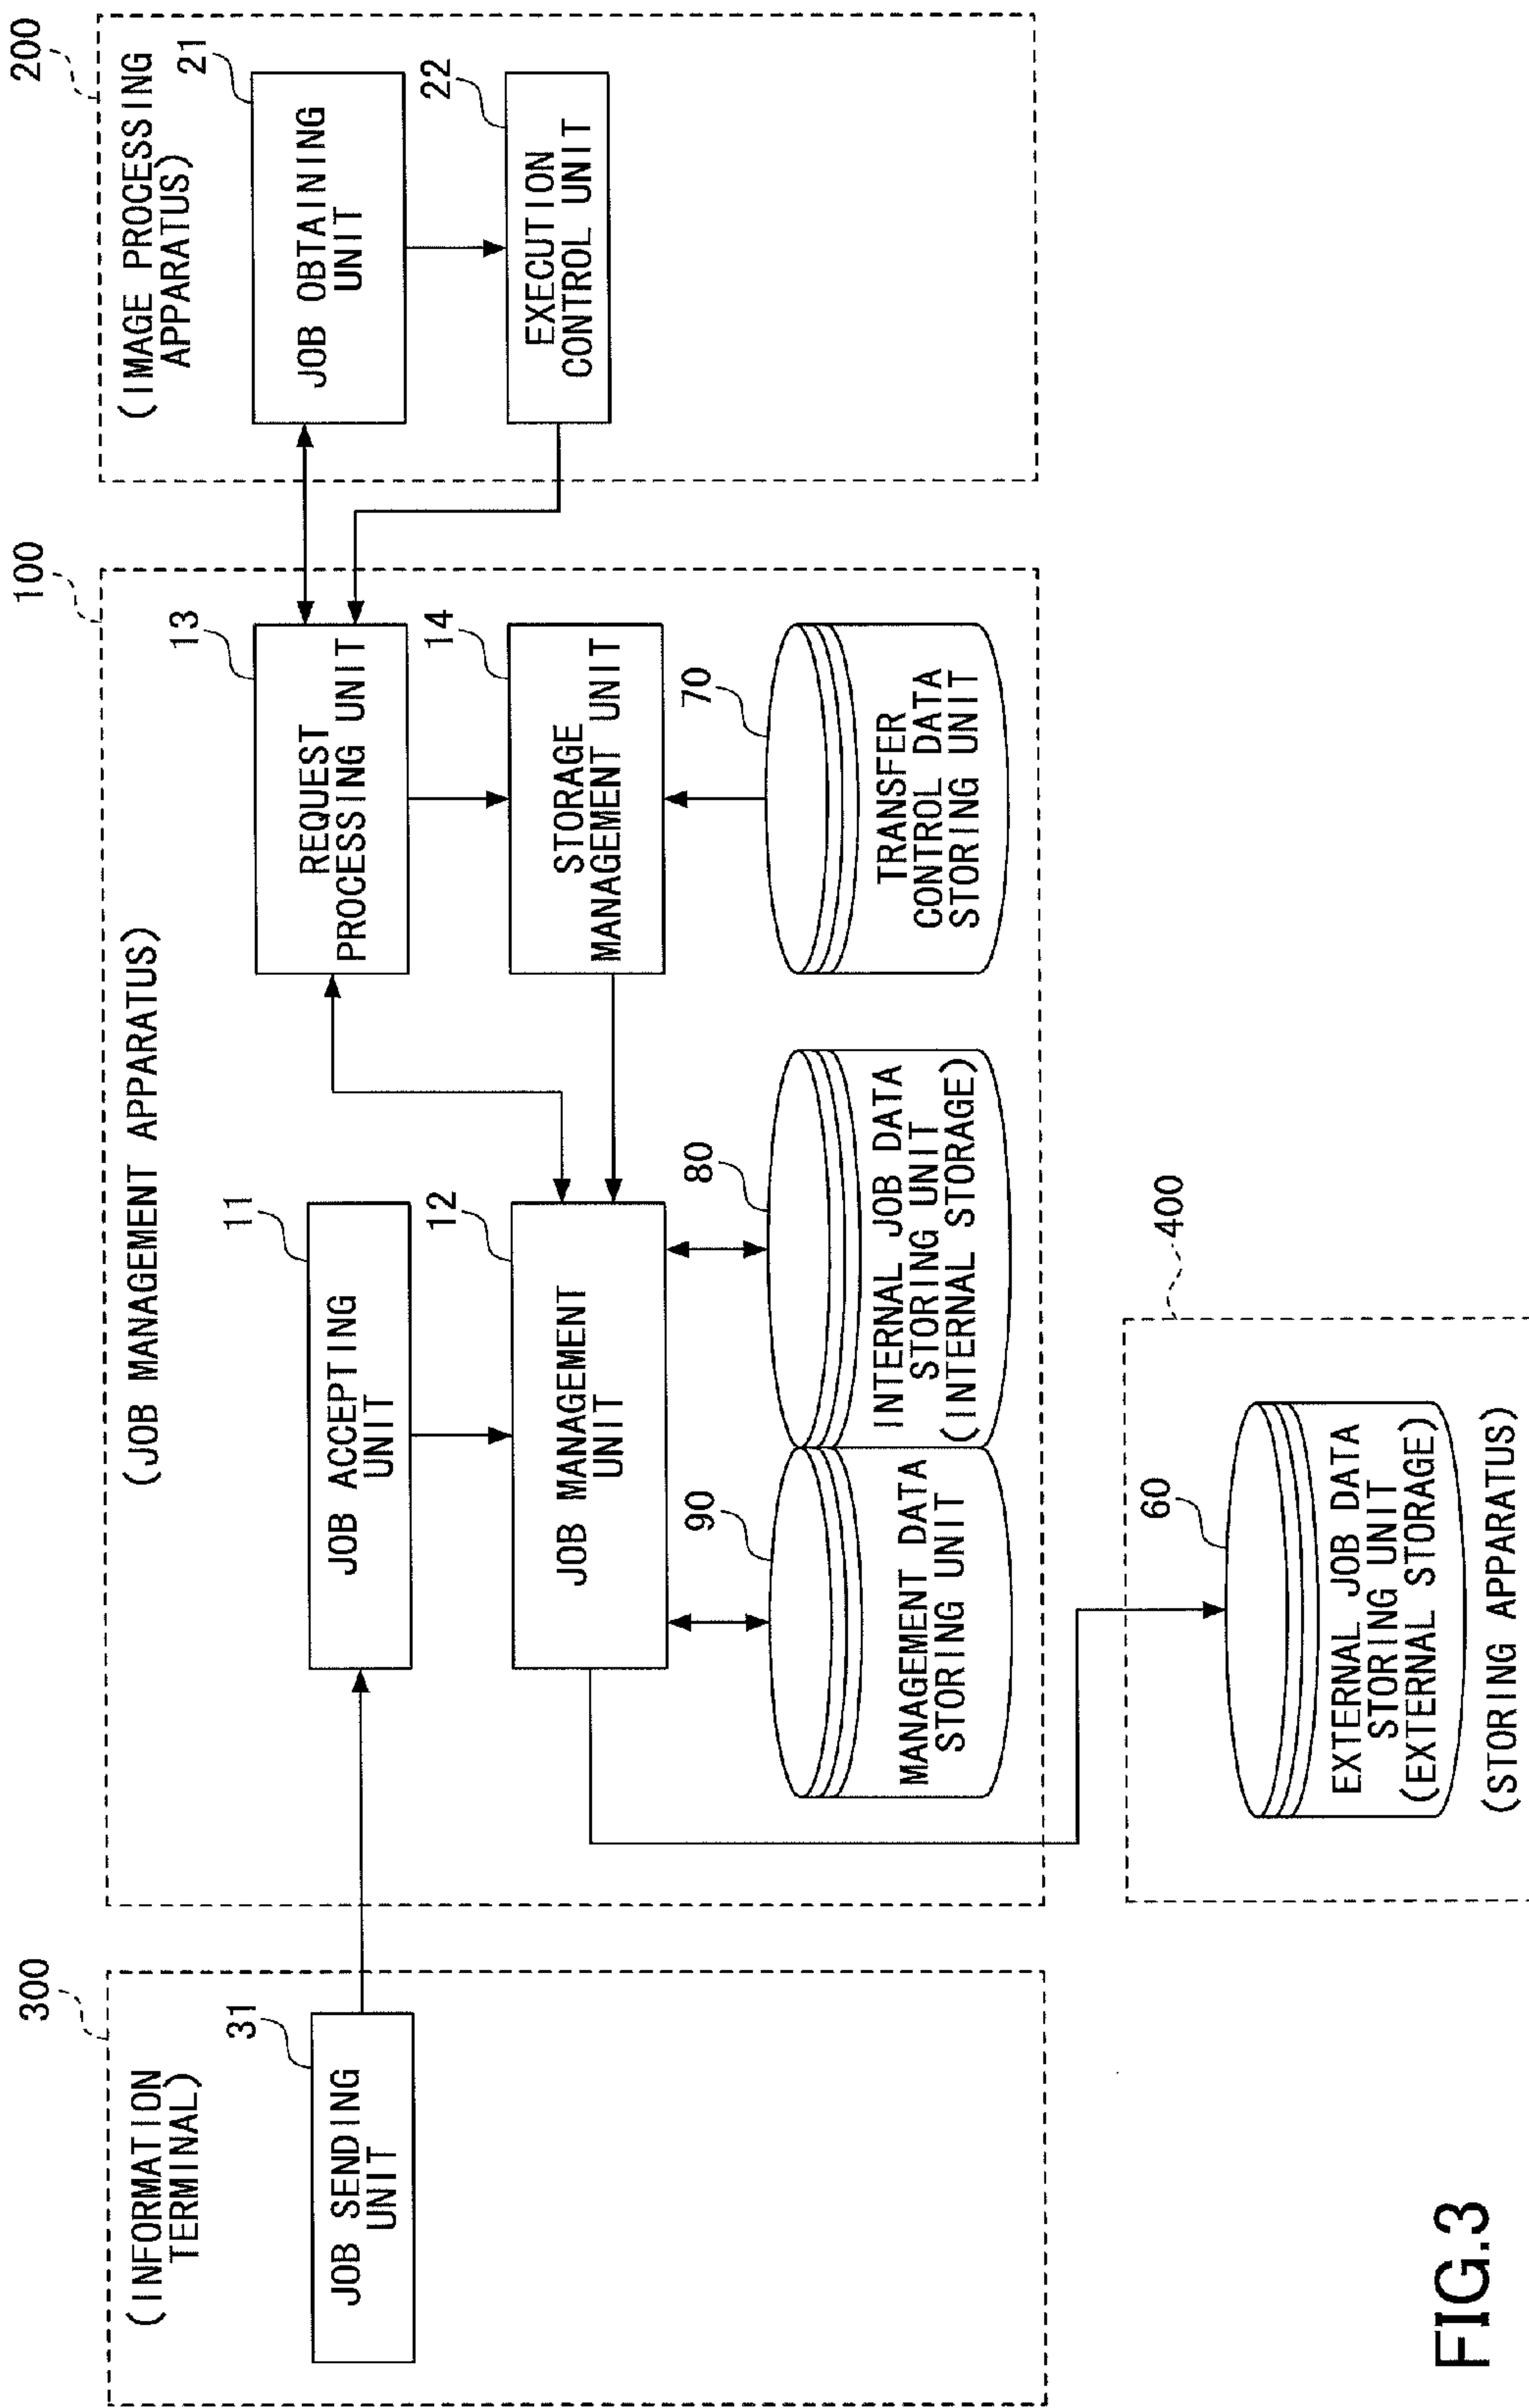 300
(INFORMATION
TERMINAL)
31
JOB SENDING
UNIT
100
(JOB MANAGEMENT APPARATUS)
11
JOB ACCEPTING
UNIT
12
JOB MANAGEMENT
UNIT
13
REQUEST
PROCESSING UNIT
14
STORAGE
MANAGEMENT UNIT
90
MANAGEMENT DATA
STORING UNIT
80
INTERNAL JOB DATA
STORING UNIT
(INTERNAL STORAGE)
70
TRANSFER
CONTROL DATA
STORING UNIT
200
(IMAGE PROCESSING
APPARATUS)
21
JOB OBTAINING
UNIT
22
EXECUTION
CONTROL UNIT
400
60
EXTERNAL JOB DATA
STORING UNIT
(EXTERNAL STORAGE)
(STORING APPARATUS)
FIG.3